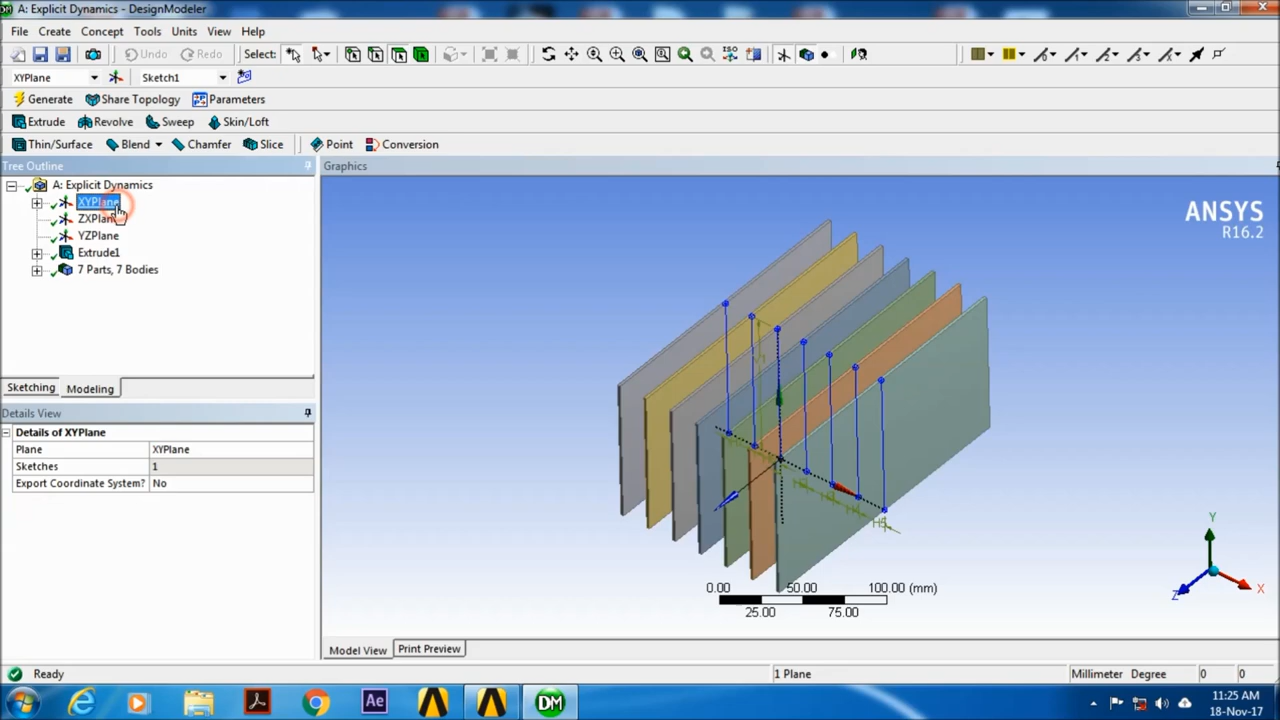 A: Explicit Dynamics - DesignModeler
File Create Concept Tools Units View Help
Undo Redo Select:
XYPlane Sketch1
Generate Share Topology Parameters
Extrude Revolve Sweep Skin/Loft
Thin/Surface Blend Chamfer Slice Point Conversion
Tree Outline
A: Explicit Dynamics
XYPlane
ZXPlane
YZPlane
Extrude1
7 Parts, 7 Bodies
Sketching Modeling
Details View
Details of XYPlane
Plane XYPlane
Sketches 1
Export Coordinate System? No
Graphics
ANSYS
R16.2
H5
0.00 50.00 100.00 (mm)
25.00 75.00
Y
X
Z
Model View Print Preview
Ready 1 Plane Millimeter Degree 0 0
Ae DM
11:25 AM
18-Nov-17